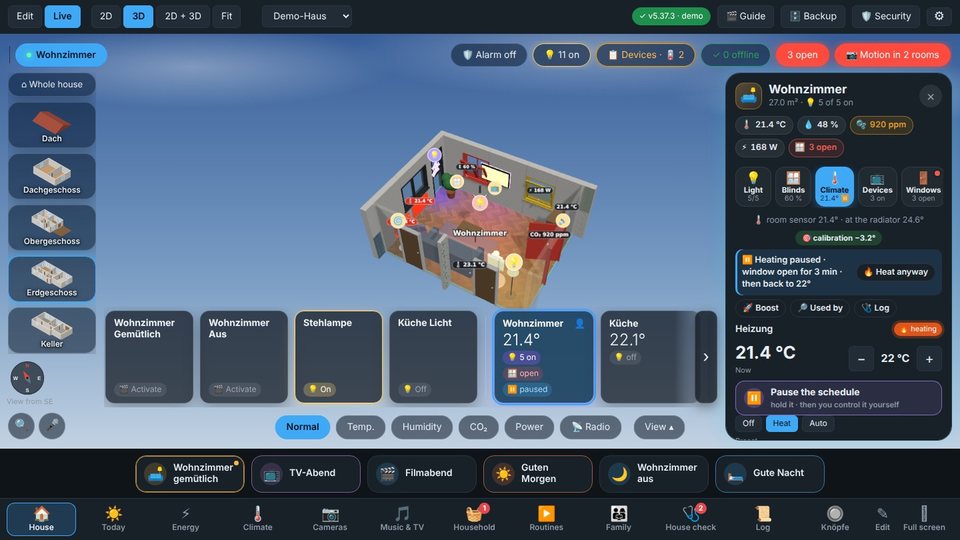 Edit Live 2D 3D 2D + 3D Fit Demo-Haus ✓ v5.37.3 · demo Guide Backup Security
Wohnzimmer Alarm off 11 on Devices · 2 ✓ 0 offline 3 open Motion in 2 rooms
Whole house
Dach
Dachgeschoss
Obergeschoss
Erdgeschoss
Keller
N
W E
S
View from SE
60 %
168 W
21.4 °C
21.4 °C
Wohnzimmer
CO₂ 920 ppm
23.1 °C
Wohnzimmer
Gemütlich
Activate
Wohnzimmer
Aus
Activate
Stehlampe
On
Küche Licht
Off
Wohnzimmer
21.4°
5 on
open
paused
Küche
22.1°
off
Normal Temp. Humidity CO₂ Power Radio View ▴
Wohnzimmer
27.0 m² · 5 of 5 on
21.4 °C 48 % 920 ppm
168 W 3 open
Light
5/5
Blinds
60 %
Climate
21.4°
Devices
3 on
Windows
3 open
room sensor 21.4° · at the radiator 24.6°
calibration −3.2°
Heating paused ·
window open for 3 min ·
then back to 22°
Heat anyway
Boost Used by Log
Heizung heating
21.4 °C
Now
− 22 °C +
Pause the schedule
hold it · then you control it yourself
Off Heat Auto
Wohnzimmer
gemütlich
TV-Abend
Filmabend
Guten
Morgen
Wohnzimmer
aus
Gute Nacht
House Today Energy Climate Cameras Music & TV Household 1 Routines Family House check 2 Log Knöpfe Edit Full screen